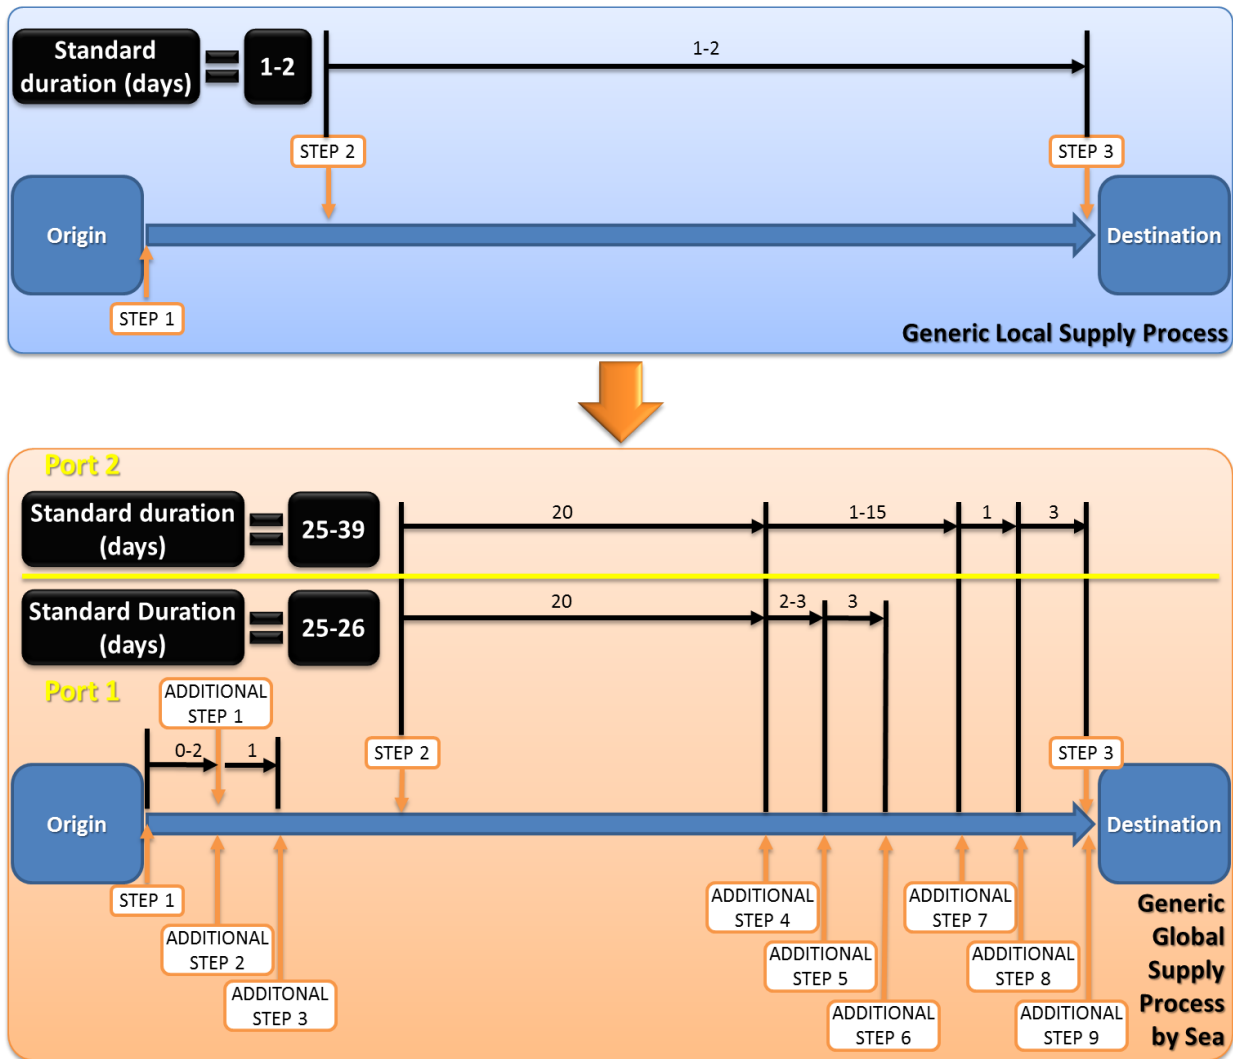 Standard
duration (days)
1-2
1-2
STEP 2
STEP 3
Origin
Destination
STEP 1
Generic Local Supply Process
Port 2
Standard duration
(days)
25-39
20
1-15
1
3
Standard Duration
(days)
25-26
20
2-3
3
Port 1
ADDITIONAL
STEP 1
0-2
1
STEP 2
STEP 3
Origin
Destination
STEP 1
ADDITIONAL
STEP 2
ADDITONAL
STEP 3
ADDITIONAL
STEP 4
ADDITIONAL
STEP 5
ADDITIONAL
STEP 6
ADDITIONAL
STEP 7
ADDITIONAL
STEP 8
ADDITIONAL
STEP 9
Generic
Global
Supply
Process
by Sea